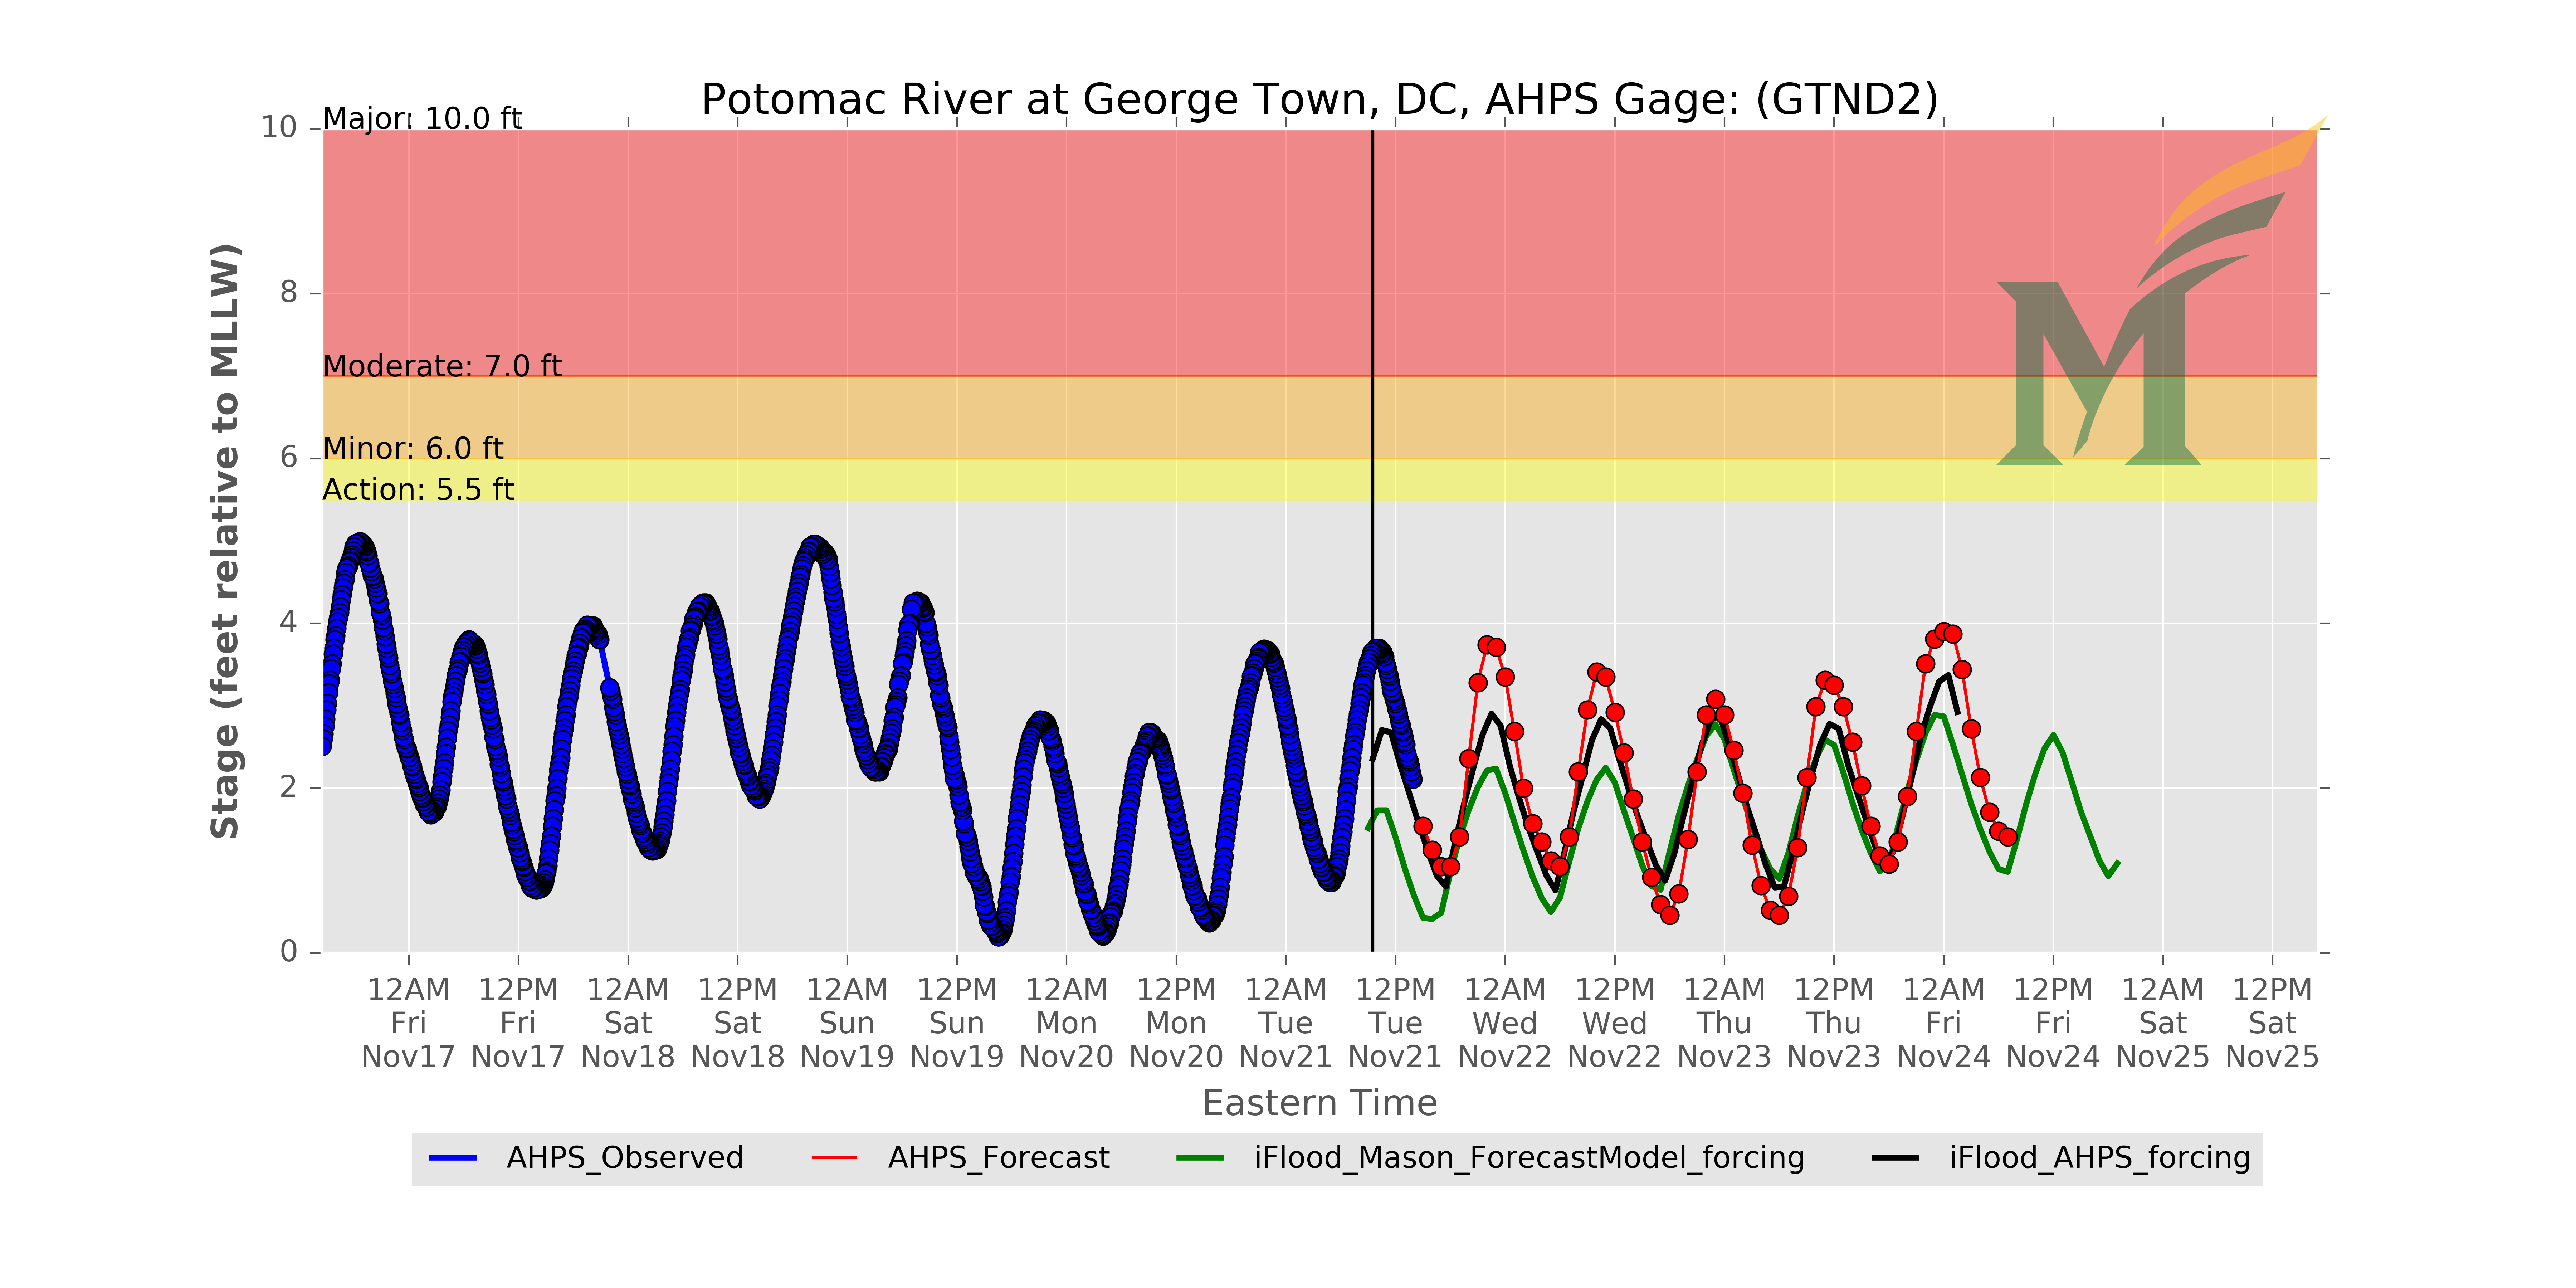 Potomac River at George Town, DC, AHPS Gage: (GTND2)
Major: 10.0 ft
Moderate: 7.0 ft
Minor: 6.0 ft
Action: 5.5 ft
Stage (feet relative to MLLW)
10
8
6
4
2
0
12AM 12PM 12AM 12PM 12AM 12PM 12AM 12PM 12AM 12PM 12AM 12PM 12AM 12PM 12AM 12PM 12AM 12PM
Fri Fri Sat Sat Sun Sun Mon Mon Tue Tue Wed Wed Thu Thu Fri Fri Sat Sat
Nov17 Nov17 Nov18 Nov18 Nov19 Nov19 Nov20 Nov20 Nov21 Nov21 Nov22 Nov22 Nov23 Nov23 Nov24 Nov24 Nov25 Nov25
Eastern Time
AHPS_Observed AHPS_Forecast iFlood_Mason_ForecastModel_forcing iFlood_AHPS_forcing
M